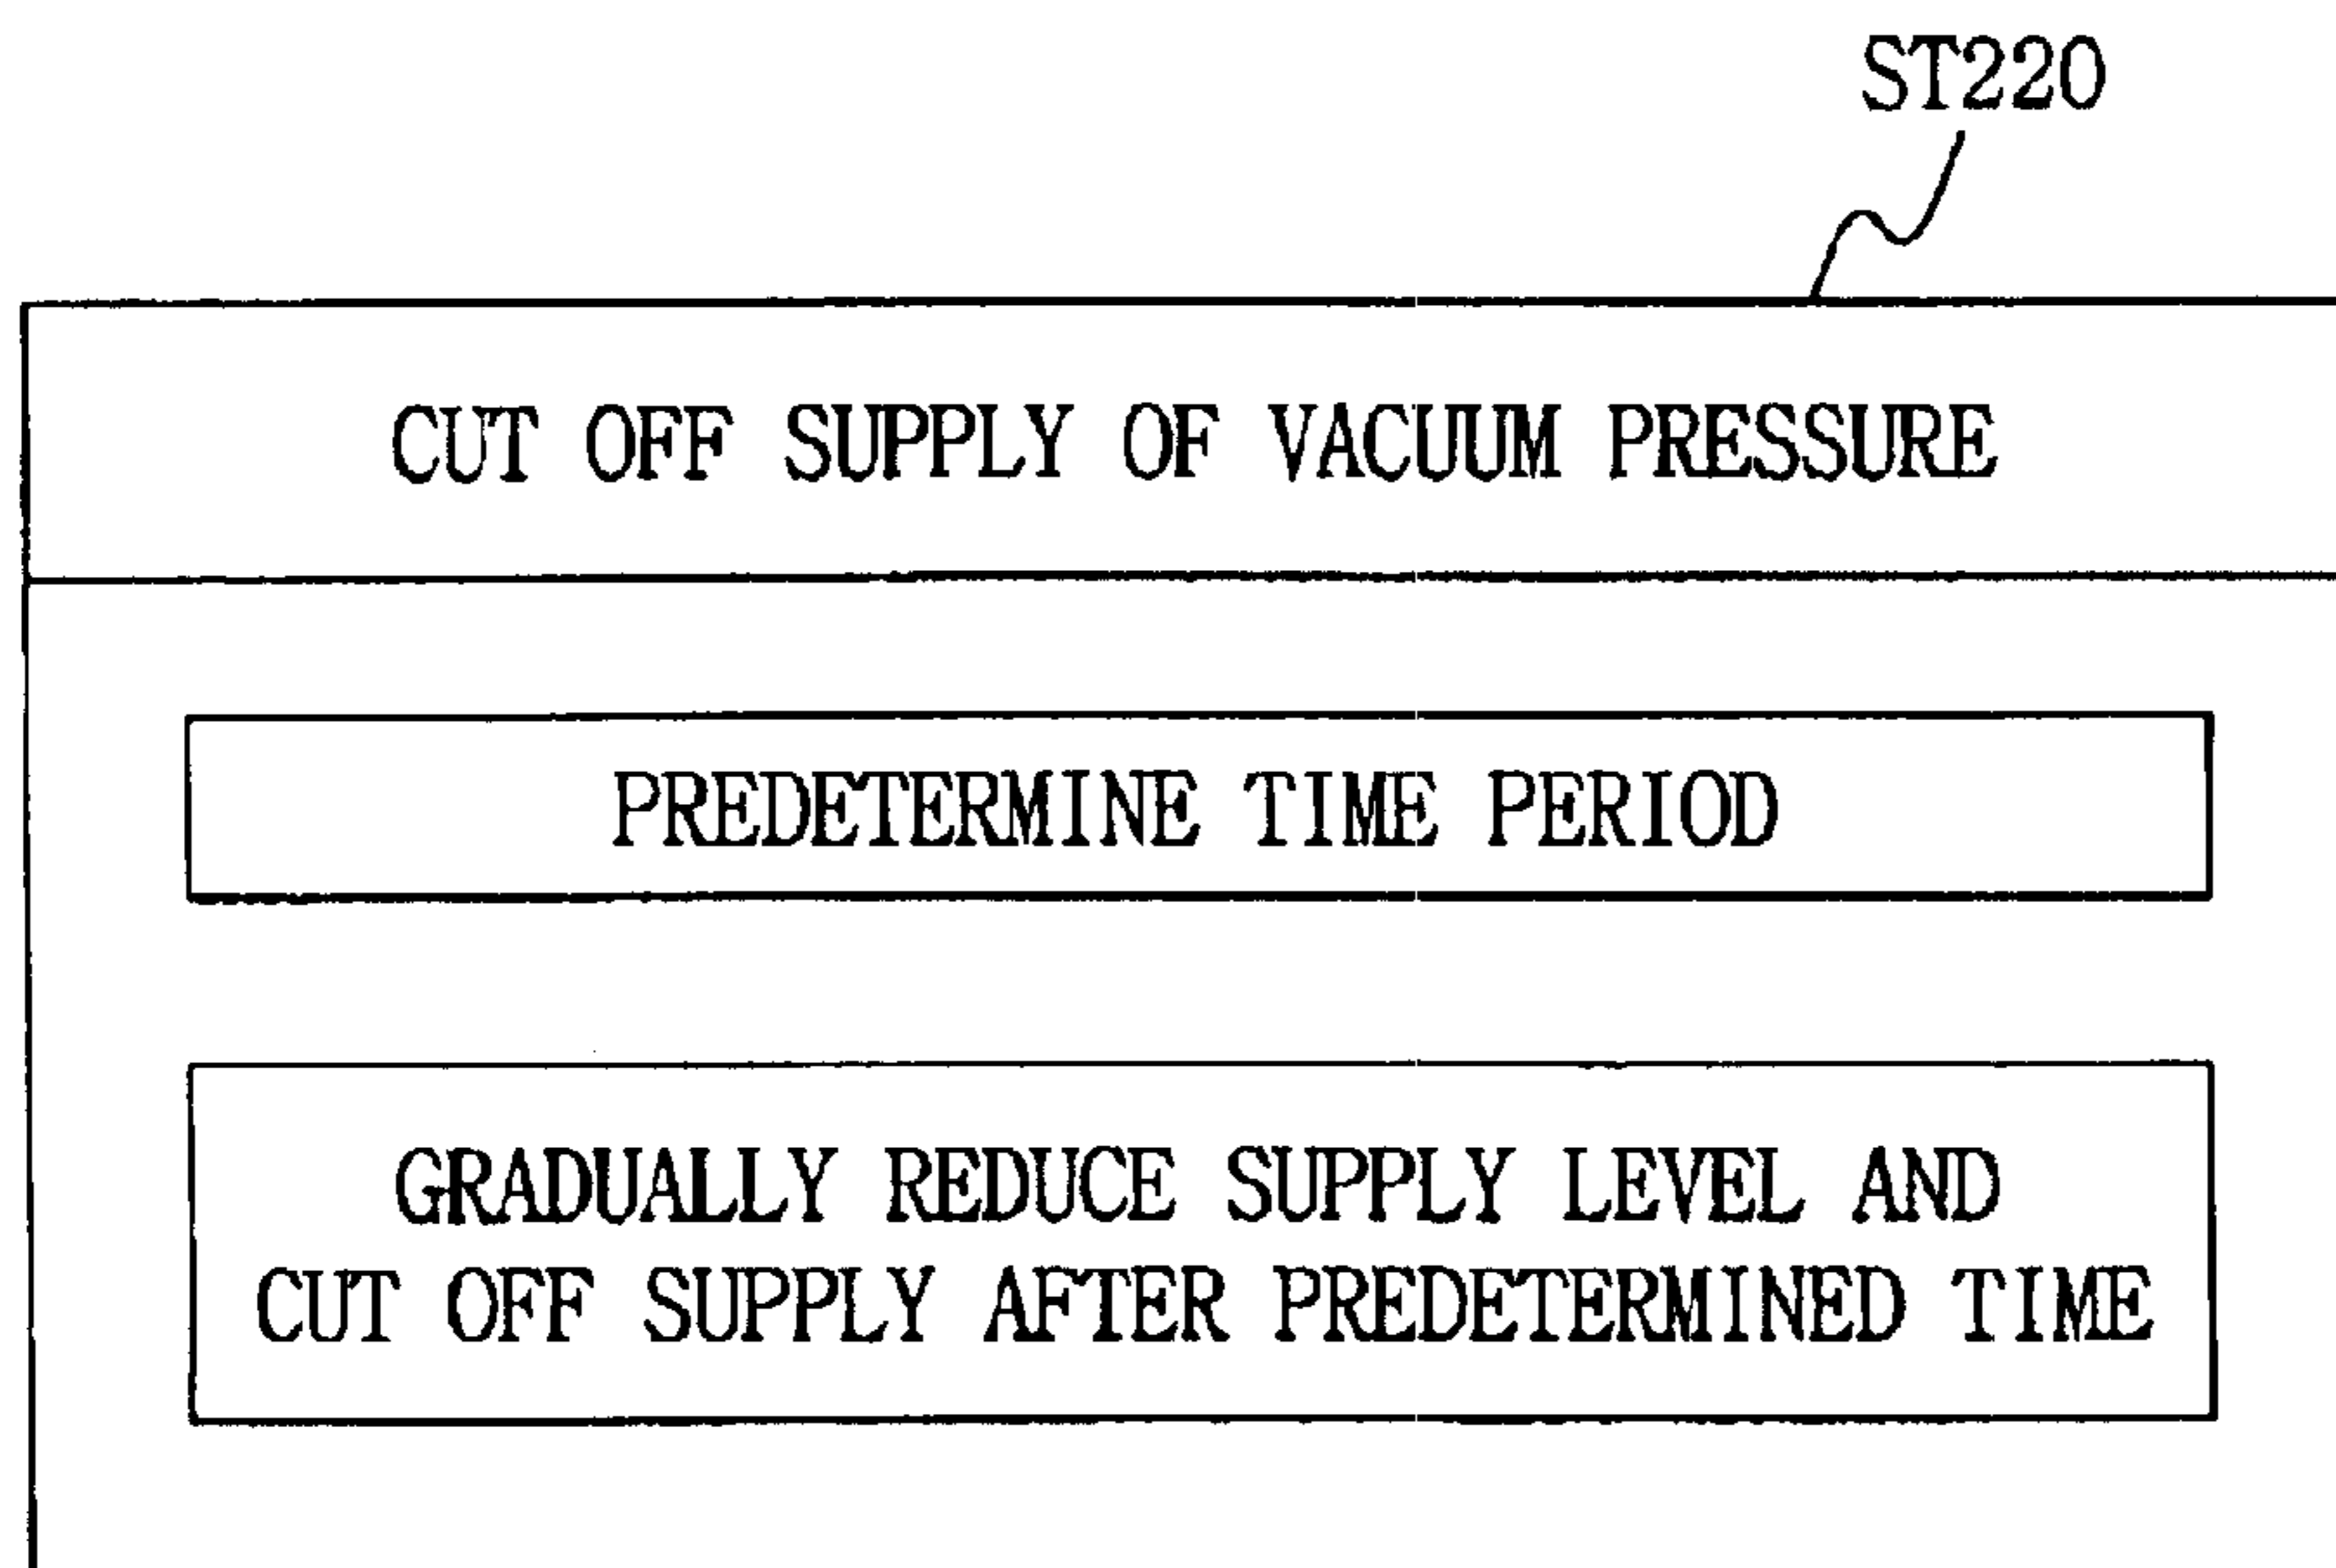 ST220
CUT OFF SUPPLY OF VACUUM PRESSURE
PREDETERMINE TIME PERIOD
GRADUALLY REDUCE SUPPLY LEVEL AND
CUT OFF SUPPLY AFTER PREDETERMINED TIME